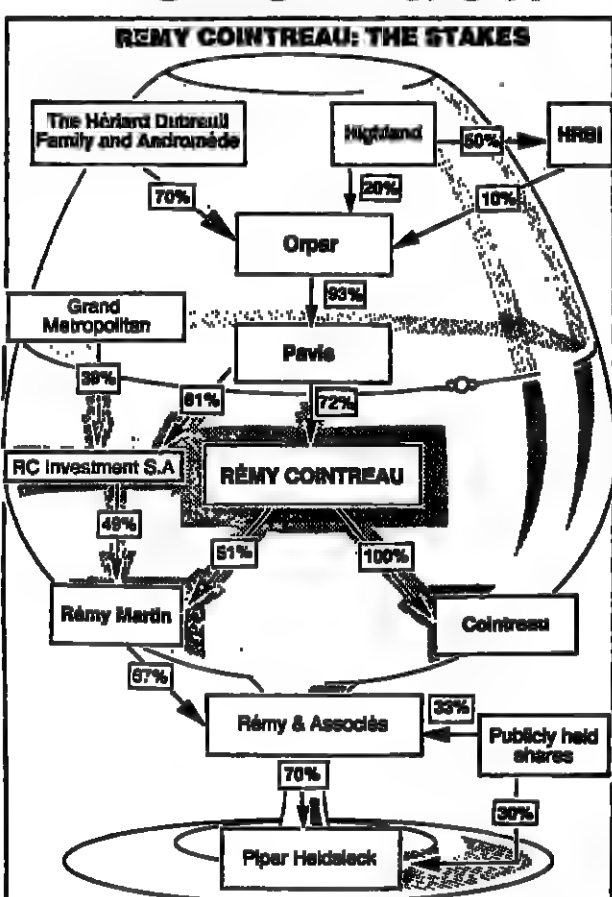 RÉMY COINTREAU: THE STAKES
The Hériard Dubreuil
Family and Andromède
Highland
50%
HRBI
70%
20%
10%
Orpar
93%
Grand
Metropolitan
Pavis
39%
61%
72%
RC Investment S.A
RÉMY COINTREAU
49%
51%
100%
Rémy Martin
Cointreau
67%
Rémy & Associés
33%
Publicly held
shares
70%
30%
Piper Heidsieck